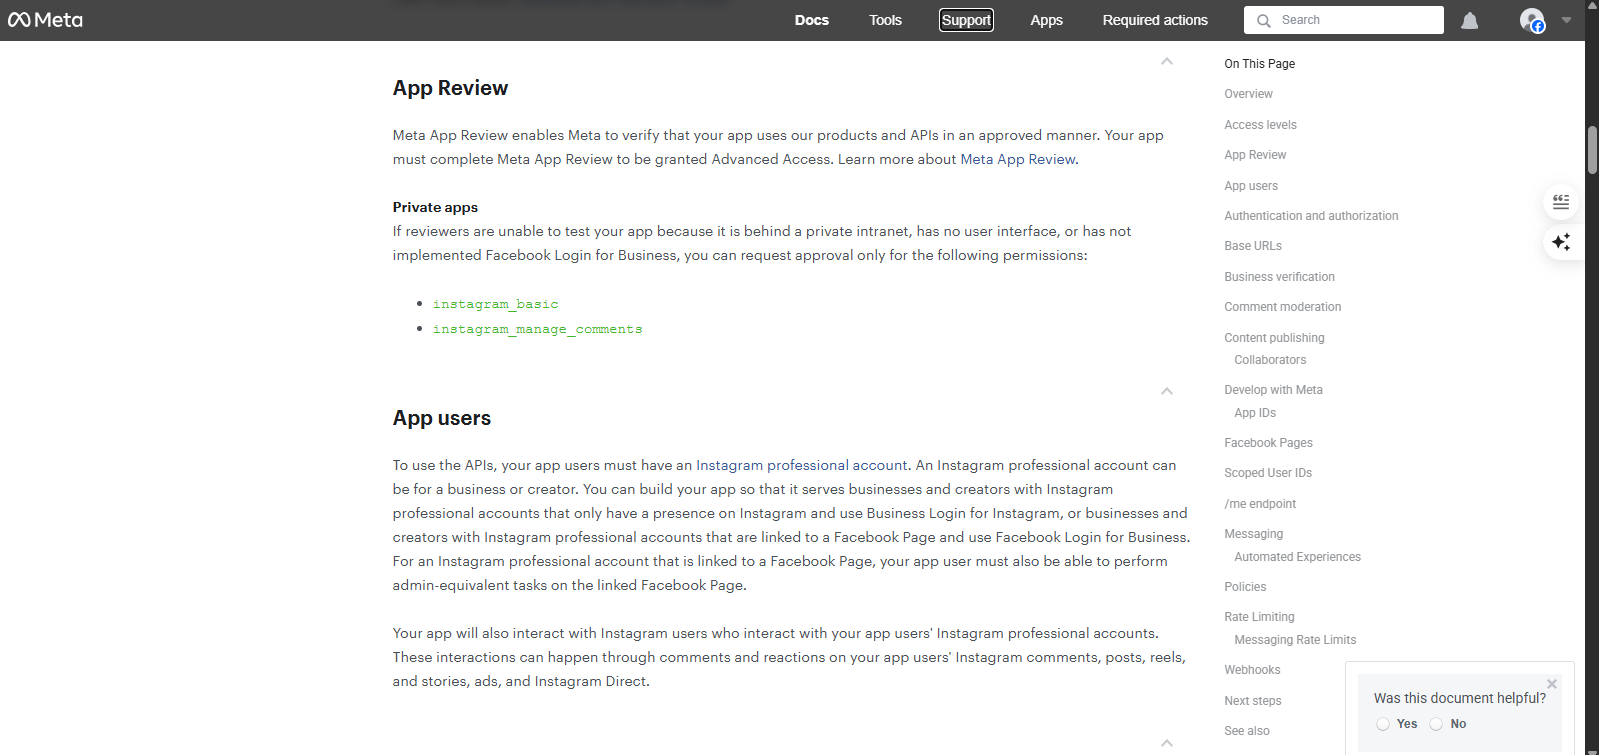 Meta
Docs
Tools
Support
Apps
Required actions
Search
App Review
Meta App Review enables Meta to verify that your app uses our products and APIs in an approved manner. Your app
must complete Meta App Review to be granted Advanced Access. Learn more about Meta App Review.
Private apps
If reviewers are unable to test your app because it is behind a private intranet, has no user interface, or has not
implemented Facebook Login for Business, you can request approval only for the following permissions:
instagram_basic
instagram_manage_comments
App users
To use the APIs, your app users must have an Instagram professional account. An Instagram professional account can
be for a business or creator. You can build your app so that it serves businesses and creators with Instagram
professional accounts that only have a presence on Instagram and use Business Login for Instagram, or businesses and
creators with Instagram professional accounts that are linked to a Facebook Page and use Facebook Login for Business.
For an Instagram professional account that is linked to a Facebook Page, your app user must also be able to perform
admin-equivalent tasks on the linked Facebook Page.
Your app will also interact with Instagram users who interact with your app users' Instagram professional accounts.
These interactions can happen through comments and reactions on your app users' Instagram comments, posts, reels,
and stories, ads, and Instagram Direct.
On This Page
Overview
Access levels
App Review
App users
Authentication and authorization
Base URLs
Business verification
Comment moderation
Content publishing
Collaborators
Develop with Meta
App IDs
Facebook Pages
Scoped User IDs
/me endpoint
Messaging
Automated Experiences
Policies
Rate Limiting
Messaging Rate Limits
Webhooks
Next steps
See also
Was this document helpful?
Yes
No